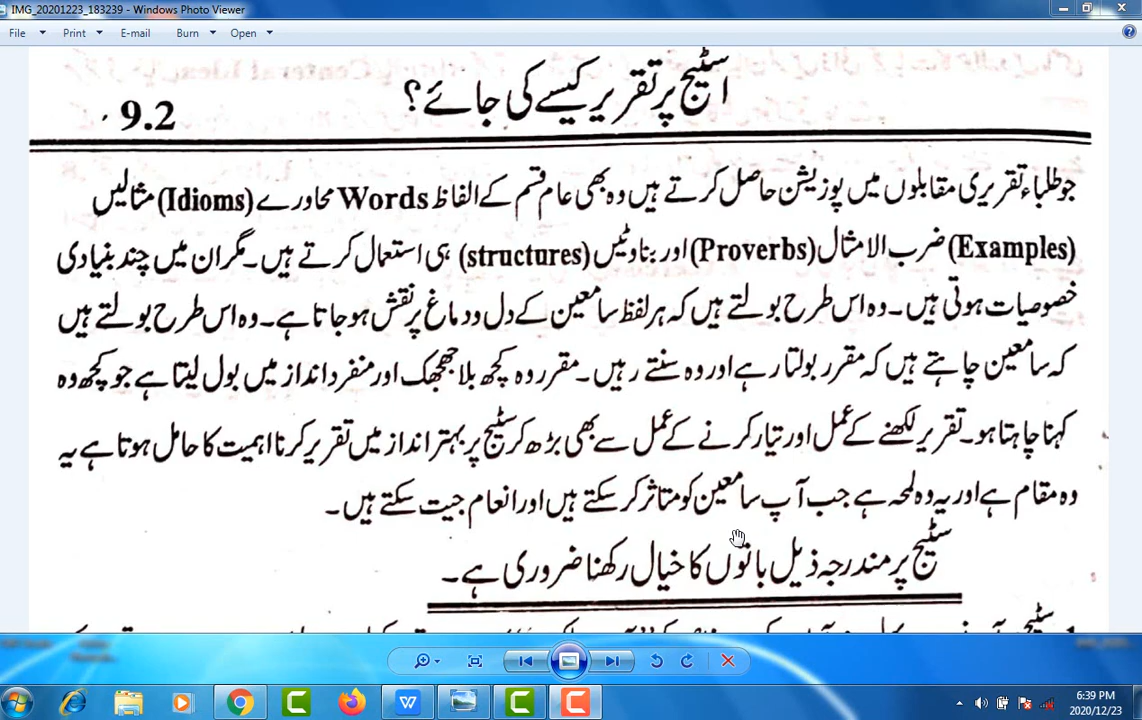 IMG_20201223_183239 - Windows Photo Viewer
File Print E-mail Burn Open
اسٹیج پر تقریر کیسے کی جائے؟
9.2
جو طلباء تقریری مقابلوں میں پوزیشن حاصل کرتے ہیں وہ بھی عام قسم کے الفاظ Words محاورے (Idioms) مثالیں
(Examples) ضرب الامثال (Proverbs) اور بناوٹیں (structures) ہی استعمال کرتے ہیں۔ مگر ان میں چند بنیادی
خصوصیات ہوتی ہیں۔ وہ اس طرح بولتے ہیں کہ ہر لفظ سامعین کے دل و دماغ پر نقش ہو جاتا ہے۔ وہ اس طرح بولتے ہیں
کہ سامعین چاہتے ہیں کہ مقرر بولتا رہے اور وہ سنتے رہیں۔ مقرر وہ کچھ بلا جھجھک اور منفرد انداز میں بول لیتا ہے جو کچھ وہ
کہنا چاہتا ہو۔ تقریر لکھنے کے عمل اور تیار کرنے کے عمل سے بھی بڑھ کر سٹیج پر بہتر انداز میں تقریر کرنا اہمیت کا حامل ہوتا ہے یہ
وہ مقام ہے اور یہ وہ لمحہ ہے جب آپ سامعین کو متاثر کر سکتے ہیں اور انعام جیت سکتے ہیں۔
سٹیج پر مندرجہ ذیل باتوں کا خیال رکھنا ضروری ہے۔
6:39 PM
2020/12/23